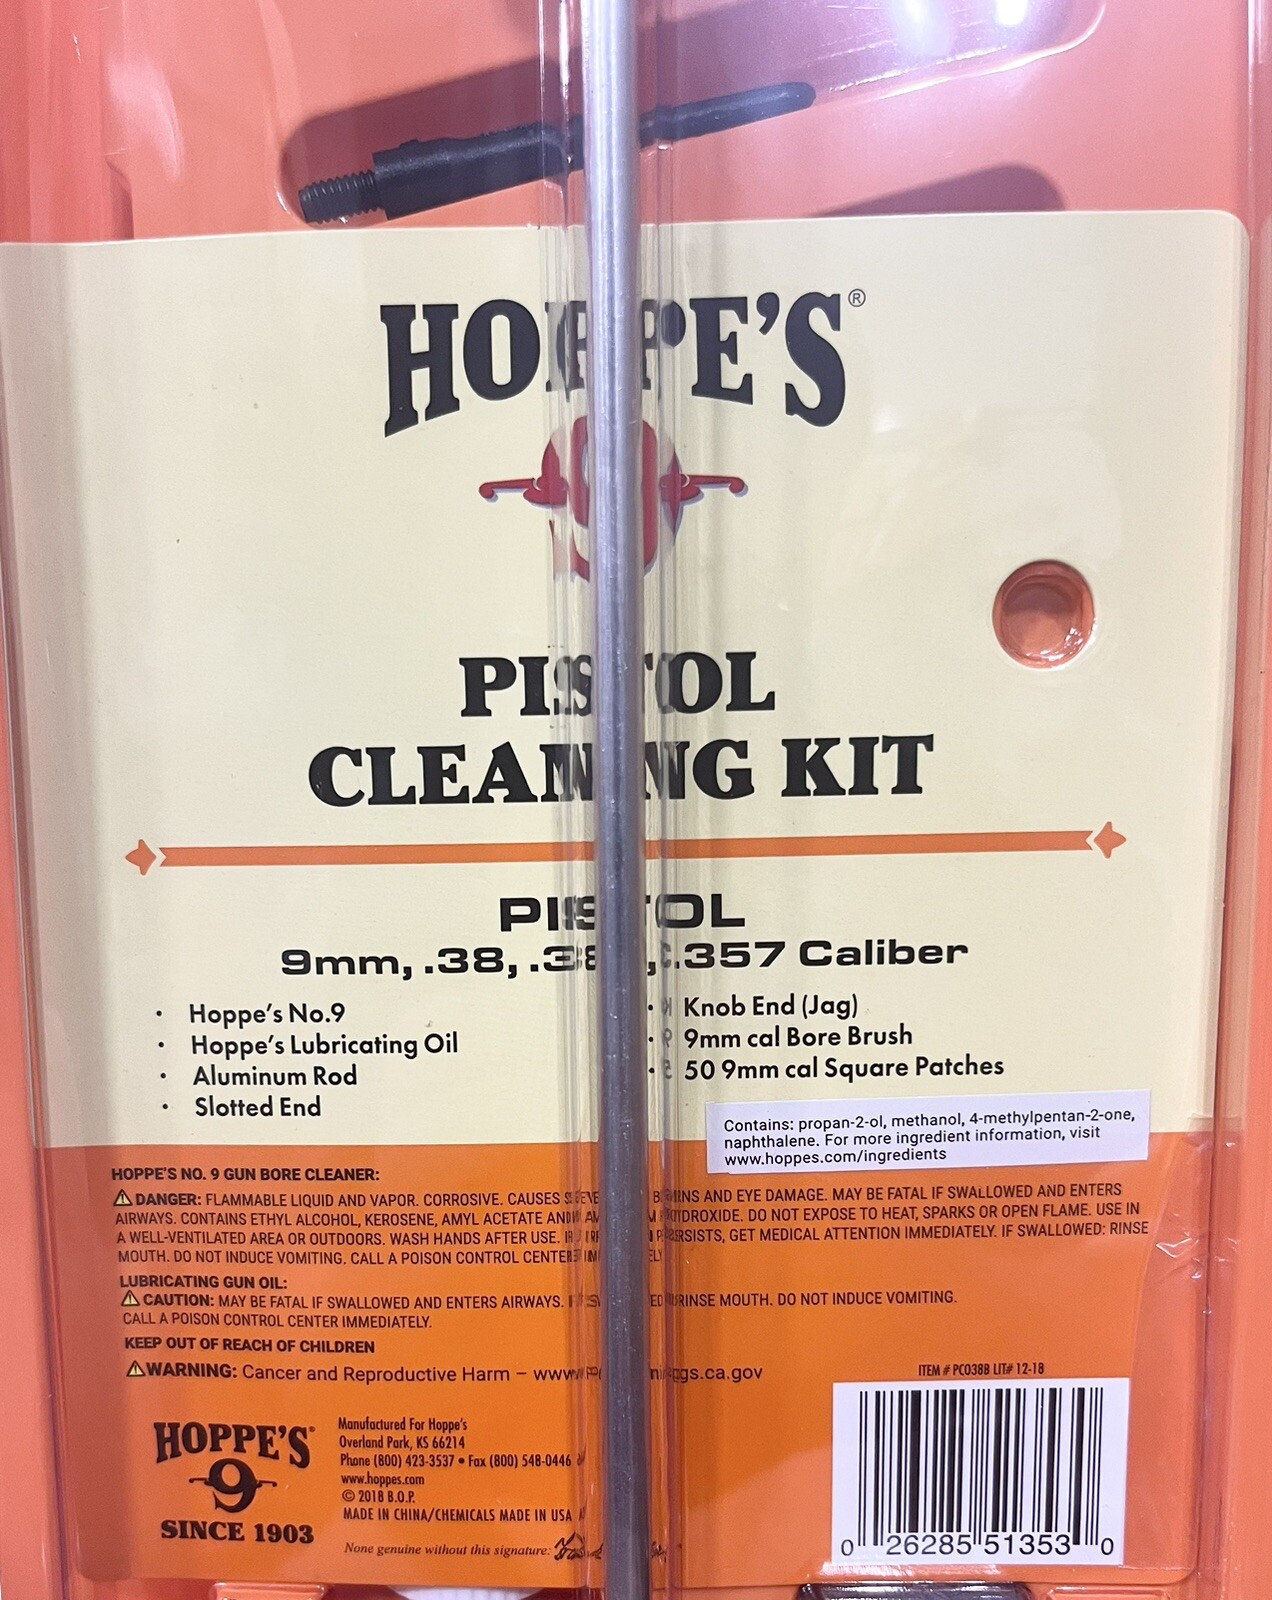 HOPPE'S®
9
PISTOL
CLEANING KIT
PISTOL
9mm, .38, .357 Caliber
• Hoppe's No.9
• Hoppe's Lubricating Oil
• Aluminum Rod
• Slotted End
• Knob End (Jag)
• 9mm cal Bore Brush
• 50 9mm cal Square Patches
Contains: propan-2-ol, methanol, 4-methylpentan-2-one,
naphthalene. For more ingredient information, visit
www.hoppes.com/ingredients
HOPPE'S NO. 9 GUN BORE CLEANER:
DANGER: FLAMMABLE LIQUID AND VAPOR. CORROSIVE. CAUSES BURNS AND EYE DAMAGE. MAY BE FATAL IF SWALLOWED AND ENTERS
AIRWAYS. CONTAINS ETHYL ALCOHOL, KEROSENE, AMYL ACETATE AND HYDROXIDE. DO NOT EXPOSE TO HEAT, SPARKS OR OPEN FLAME. USE IN
A WELL-VENTILATED AREA OR OUTDOORS. WASH HANDS AFTER USE. PERSISTS, GET MEDICAL ATTENTION IMMEDIATELY. IF SWALLOWED: RINSE
MOUTH. DO NOT INDUCE VOMITING. CALL A POISON CONTROL CENTER
LUBRICATING GUN OIL:
CAUTION: MAY BE FATAL IF SWALLOWED AND ENTERS AIRWAYS. RINSE MOUTH. DO NOT INDUCE VOMITING.
CALL A POISON CONTROL CENTER IMMEDIATELY.
KEEP OUT OF REACH OF CHILDREN
WARNING: Cancer and Reproductive Harm – gs.ca.gov
ITEM # PCO38B LIT# 12-18
HOPPE'S
9
SINCE 1903
Manufactured For Hoppe's
Overland Park, KS 66214
Phone (800) 423-3537 • Fax (800) 548-0446
www.hoppes.com
© 2018 B.O.P.
MADE IN CHINA/CHEMICALS MADE IN USA
None genuine without this signature:
0 26285 51353 0